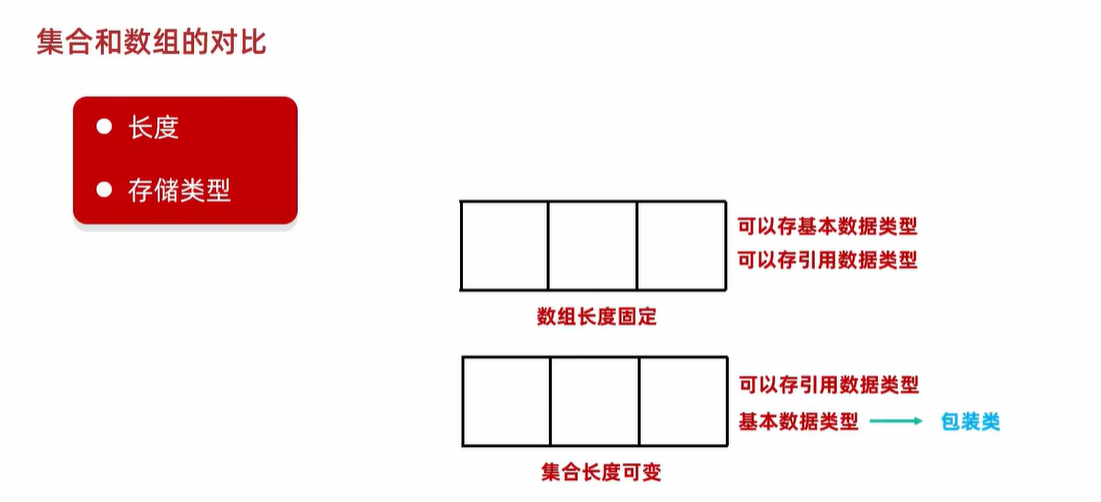 集合和数组的对比
长度
存储类型
可以存基本数据类型
可以存引用数据类型
数组长度固定
可以存引用数据类型
基本数据类型 包装类
集合长度可变